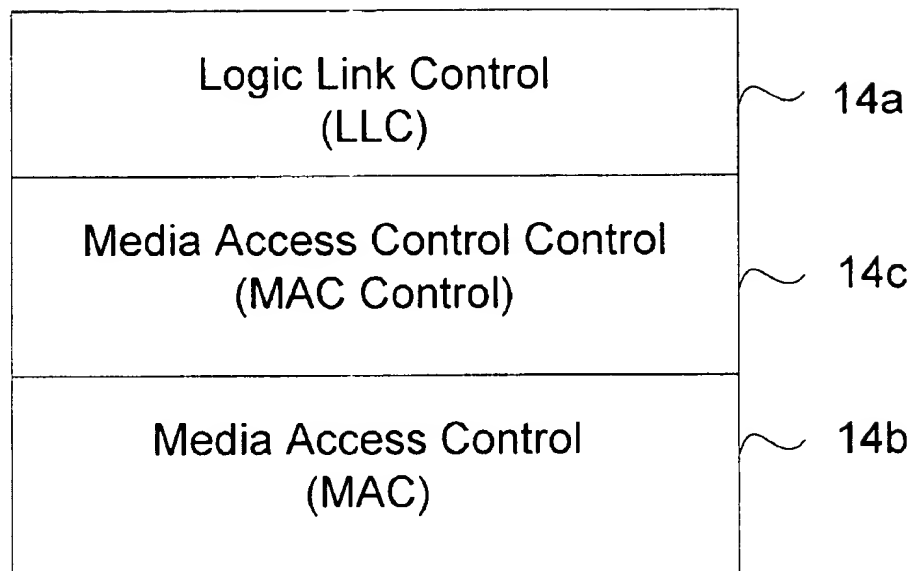 Logic Link Control
(LLC)
14a
Media Access Control Control
(MAC Control)
14c
Media Access Control
(MAC)
14b